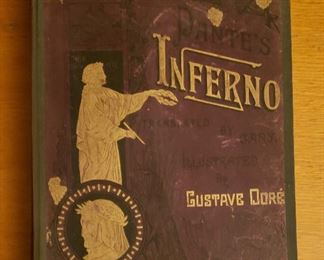 DANTE'S
INFERNO
TRANSLATED BY CARY.
ILLUSTRATED
BY
GUSTAVE DORÉ